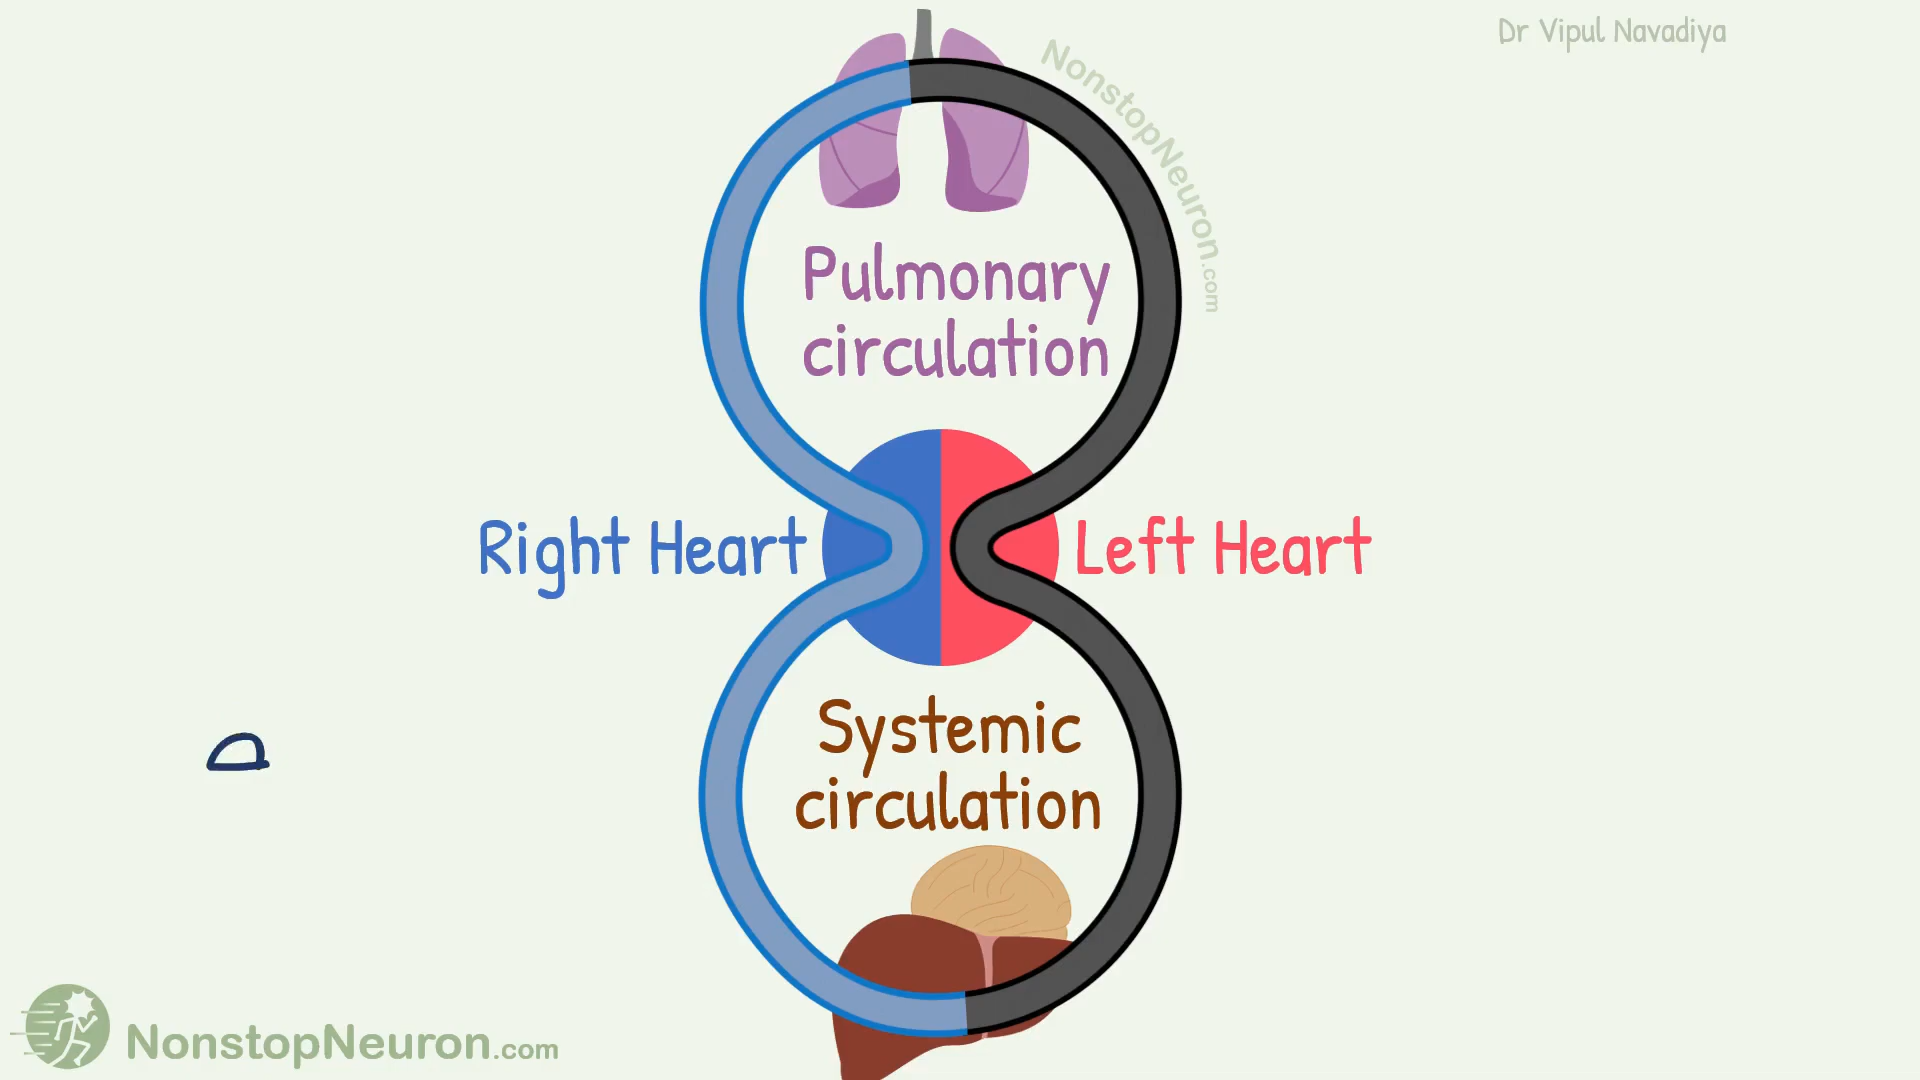 Dr Vipul Navadiya
NonstopNeuron.com
Pulmonary
circulation
Right Heart
Left Heart
Systemic
circulation
NonstopNeuron.com